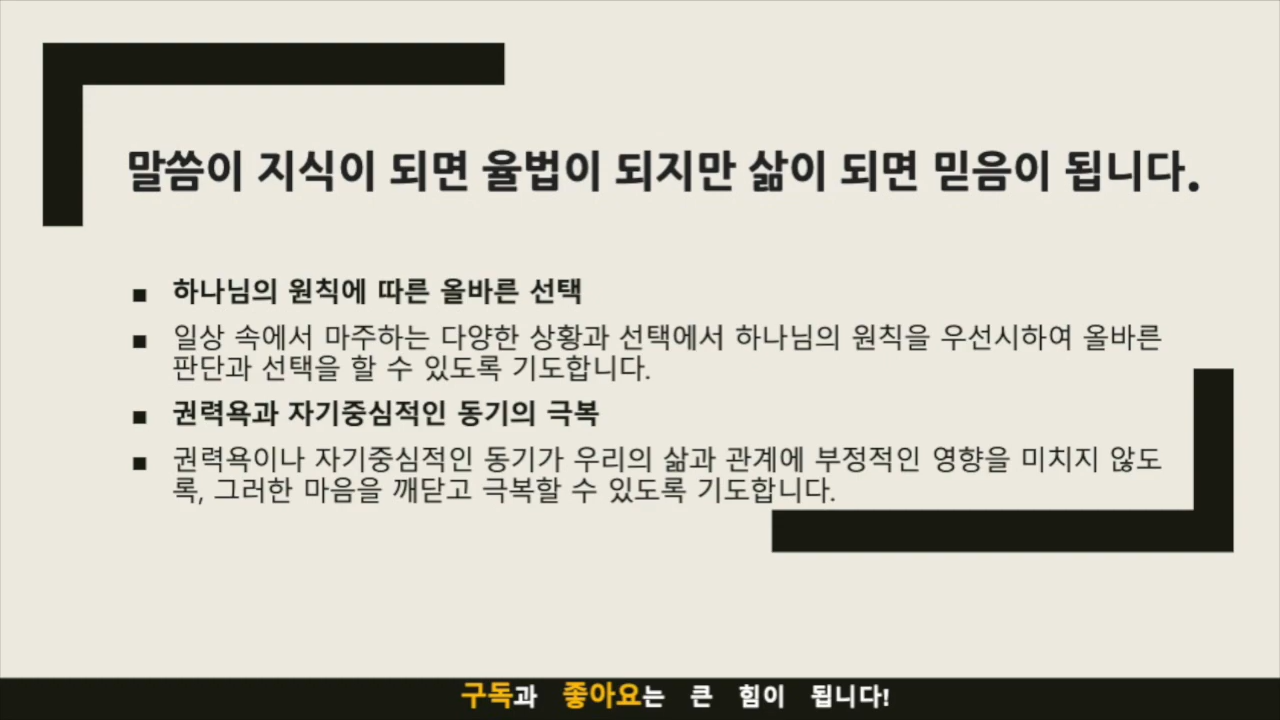 말씀이 지식이 되면 율법이 되지만 삶이 되면 믿음이 됩니다.
■ 하나님의 원칙에 따른 올바른 선택
■ 일상 속에서 마주하는 다양한 상황과 선택에서 하나님의 원칙을 우선시하여 올바른
판단과 선택을 할 수 있도록 기도합니다.
■ 권력욕과 자기중심적인 동기의 극복
■ 권력욕이나 자기중심적인 동기가 우리의 삶과 관계에 부정적인 영향을 미치지 않도
록, 그러한 마음을 깨닫고 극복할 수 있도록 기도합니다.
구독과 좋아요는 큰 힘이 됩니다!